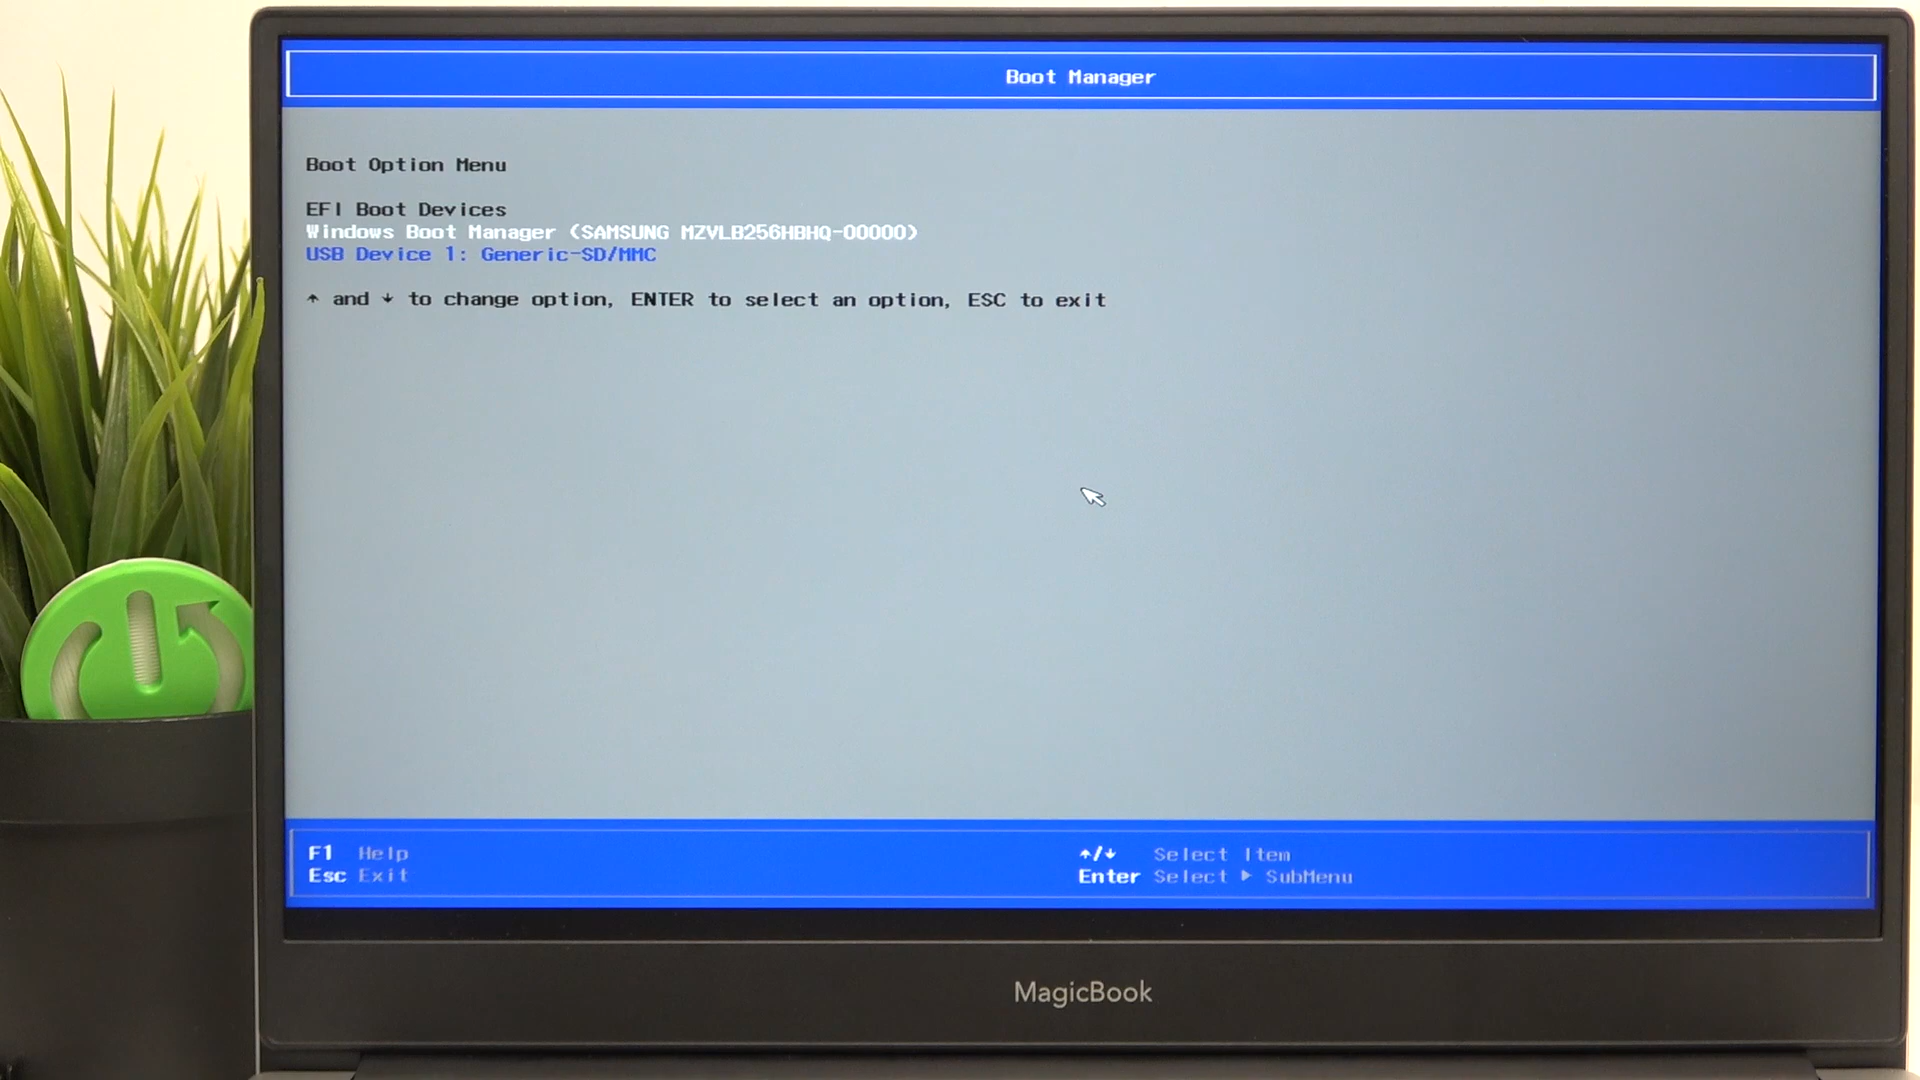 Boot Manager
Boot Option Menu
EFI Boot Devices
Windows Boot Manager (SAMSUNG MZVLB256HBHQ-00000)
USB Device 1: Generic-SD/MMC
↑ and ↓ to change option, ENTER to select an option, ESC to exit
F1 Help
Esc Exit
↑/↓ Select Item
Enter Select ▶ SubMenu
MagicBook